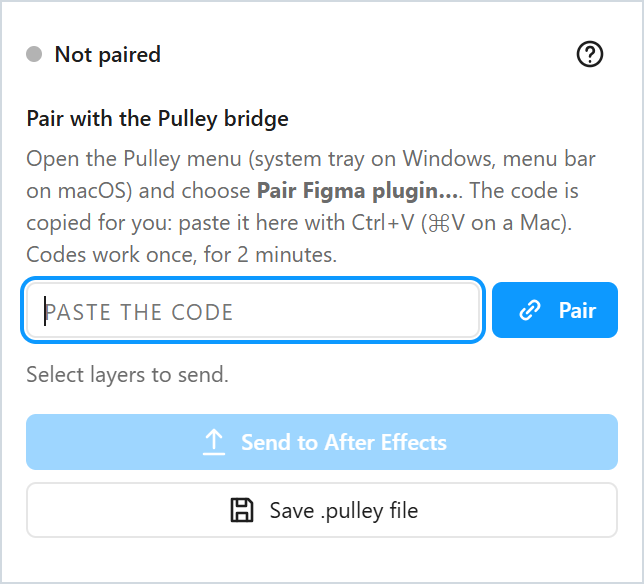 Not paired
Pair with the Pulley bridge
Open the Pulley menu (system tray on Windows, menu bar
on macOS) and choose Pair Figma plugin…. The code is
copied for you: paste it here with Ctrl+V (⌘V on a Mac).
Codes work once, for 2 minutes.
PASTE THE CODE
Pair
Select layers to send.
Send to After Effects
Save .pulley file